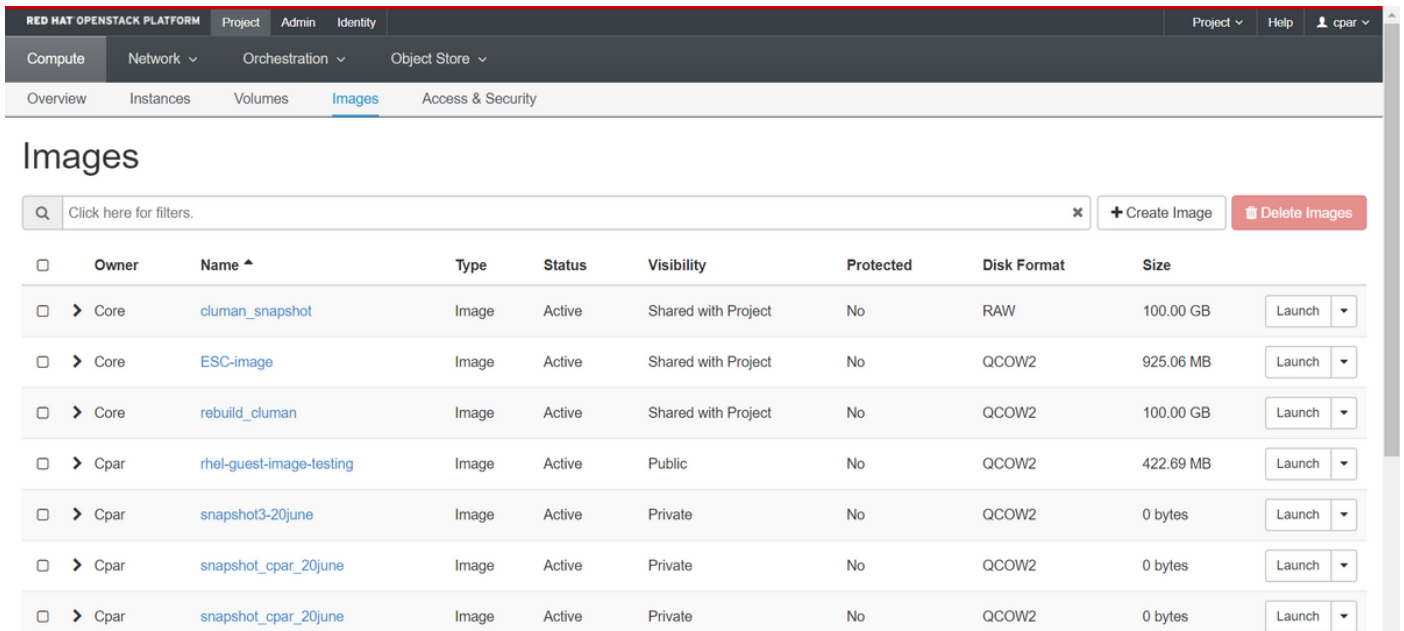 RED HAT OPENSTACK PLATFORM Project Admin Identity Project Help cpar
Compute Network Orchestration Object Store
Overview Instances Volumes Images Access & Security
Images
Click here for filters. Create Image Delete Images
Owner Name Type Status Visibility Protected Disk Format Size
Core cluman_snapshot Image Active Shared with Project No RAW 100.00 GB Launch
Core ESC-image Image Active Shared with Project No QCOW2 925.06 MB Launch
Core rebuild_cluman Image Active Shared with Project No QCOW2 100.00 GB Launch
Cpar rhel-guest-image-testing Image Active Public No QCOW2 422.69 MB Launch
Cpar snapshot3-20june Image Active Private No QCOW2 0 bytes Launch
Cpar snapshot_cpar_20june Image Active Private No QCOW2 0 bytes Launch
Cpar snapshot_cpar_20june Image Active Private No QCOW2 0 bytes Launch